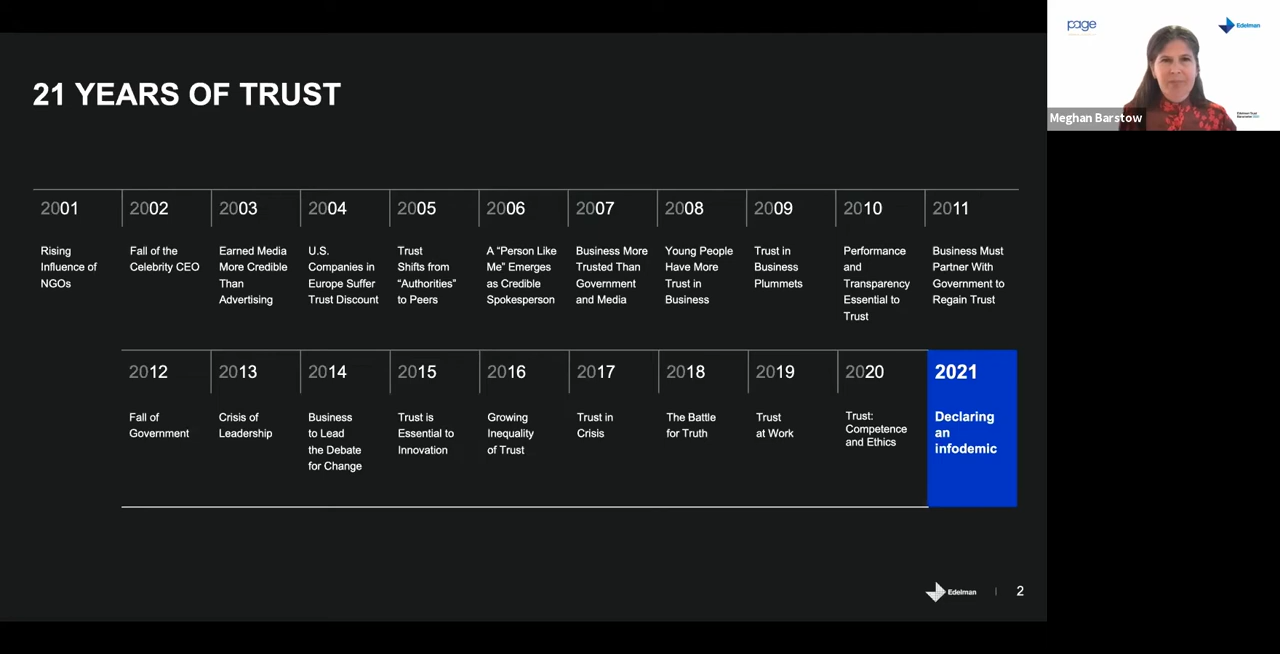 21 YEARS OF TRUST
2001
Rising
Influence of
NGOs
2002
Fall of the
Celebrity CEO
2003
Earned Media
More Credible
Than
Advertising
2004
U.S.
Companies in
Europe Suffer
Trust Discount
2005
Trust
Shifts from
“Authorities”
to Peers
2006
A “Person Like
Me” Emerges
as Credible
Spokesperson
2007
Business More
Trusted Than
Government
and Media
2008
Young People
Have More
Trust in
Business
2009
Trust in
Business
Plummets
2010
Performance
and
Transparency
Essential to
Trust
2011
Business Must
Partner With
Government to
Regain Trust
2012
Fall of
Government
2013
Crisis of
Leadership
2014
Business
to Lead
the Debate
for Change
2015
Trust is
Essential to
Innovation
2016
Growing
Inequality
of Trust
2017
Trust in
Crisis
2018
The Battle
for Truth
2019
Trust
at Work
2020
Trust:
Competence
and Ethics
2021
Declaring
an
infodemic
Edelman
2
page
Edelman
Meghan Barstow
Edelman Trust
Barometer 2021